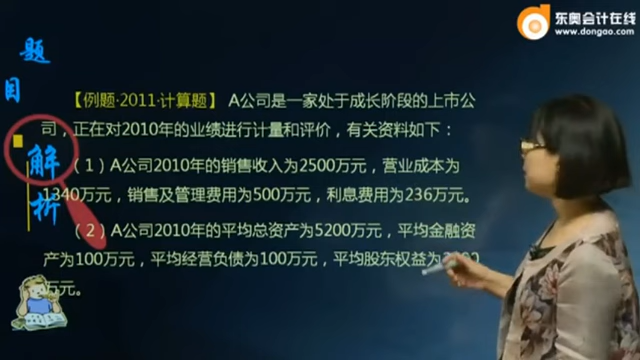 东奥会计在线
www.dongao.com
题目解析
【例题·2011·计算题】 A公司是一家处于成长阶段的上市公
司，正在对2010年的业绩进行计量和评价，有关资料如下：
（1）A公司2010年的销售收入为2500万元，营业成本为
1340万元，销售及管理费用为500万元，利息费用为236万元。
（2）A公司2010年的平均总资产为5200万元，平均金融资
产为100万元，平均经营负债为100万元，平均股东权益为
万元。